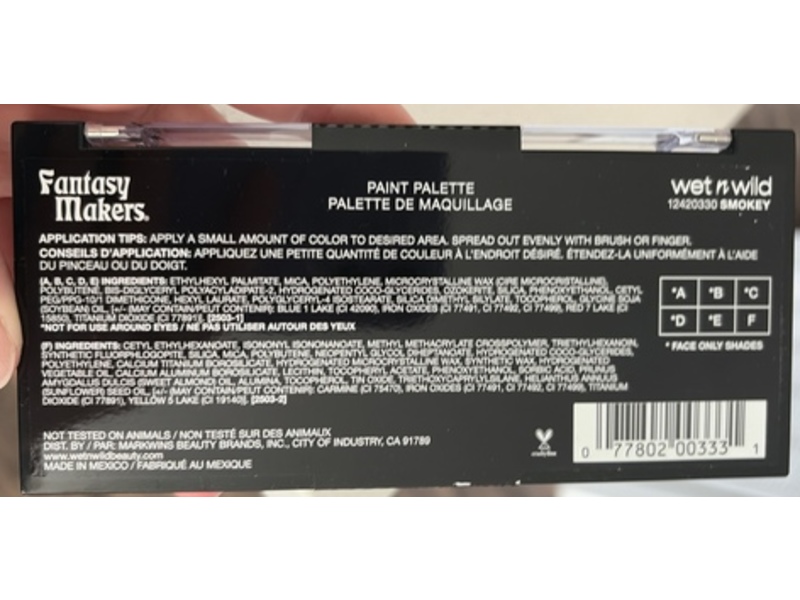 Fantasy
Makers®
PAINT PALETTE
PALETTE DE MAQUILLAGE
wet n wild
12420330 SMOKEY
APPLICATION TIPS: APPLY A SMALL AMOUNT OF COLOR TO DESIRED AREA. SPREAD OUT EVENLY WITH BRUSH OR FINGER.
CONSEILS D'APPLICATION: APPLIQUEZ UNE PETITE QUANTITÉ DE COULEUR À L'ENDROIT DÉSIRÉ. ÉTENDEZ-LA UNIFORMÉMENT À L'AIDE
DU PINCEAU OU DU DOIGT.
(A, B, C, D, E) INGREDIENTS: ETHYLHEXYL PALMITATE, MICA, POLYETHYLENE, MICROCRYSTALLINE WAX (CIRE MICROCRISTALLINE),
POLYBUTENE, BIS-DIGLYCERYL POLYACYLADIPATE-2, HYDROGENATED COCO-GLYCERIDES, OZOKERITE, SILICA, PHENOXYETHANOL, CETYL
PEG/PPG-10/1 DIMETHICONE, HEXYL LAURATE, POLYGLYCERYL-4 ISOSTEARATE, SILICA DIMETHYL SILYLATE, TOCOPHEROL, GLYCINE SOJA
(SOYBEAN) OIL. [+/- (MAY CONTAIN/PEUT CONTENIR): BLUE 1 LAKE (CI 42090), IRON OXIDES (CI 77491, CI 77492, CI 77499), RED 7 LAKE (CI
15850), TITANIUM DIOXIDE (CI 77891)]. [2503-1]
*NOT FOR USE AROUND EYES / NE PAS UTILISER AUTOUR DES YEUX
(F) INGREDIENTS: CETYL ETHYLHEXANOATE, ISONONYL ISONONANOATE, METHYL METHACRYLATE CROSSPOLYMER, TRIETHYLHEXANOIN,
SYNTHETIC FLUORPHLOGOPITE, SILICA, MICA, POLYBUTENE, NEOPENTYL GLYCOL DIHEPTANOATE, HYDROGENATED COCO-GLYCERIDES,
POLYETHYLENE, CALCIUM TITANIUM BOROSILICATE, HYDROGENATED MICROCRYSTALLINE WAX, SYNTHETIC WAX, HYDROGENATED
VEGETABLE OIL, CALCIUM ALUMINUM BOROSILICATE, LECITHIN, TOCOPHERYL ACETATE, PHENOXYETHANOL, SORBIC ACID, PRUNUS
AMYGDALUS DULCIS (SWEET ALMOND) OIL, ALUMINA, TOCOPHEROL, TIN OXIDE, TRIETHOXYCAPRYLYLSILANE, HELIANTHUS ANNUUS
(SUNFLOWER) SEED OIL. [+/- (MAY CONTAIN/PEUT CONTENIR): CARMINE (CI 75470), IRON OXIDES (CI 77491, CI 77492, CI 77499), TITANIUM
DIOXIDE (CI 77891), YELLOW 5 LAKE (CI 19140)]. [2503-2]
*A *B *C
*D *E F
* FACE ONLY SHADES
NOT TESTED ON ANIMALS / NON TESTÉ SUR DES ANIMAUX
DIST. BY / PAR: MARKWINS BEAUTY BRANDS, INC., CITY OF INDUSTRY, CA 91789
www.wetnwildbeauty.com
MADE IN MEXICO / FABRIQUÉ AU MEXIQUE
cruelty free
0 77802 00333 1